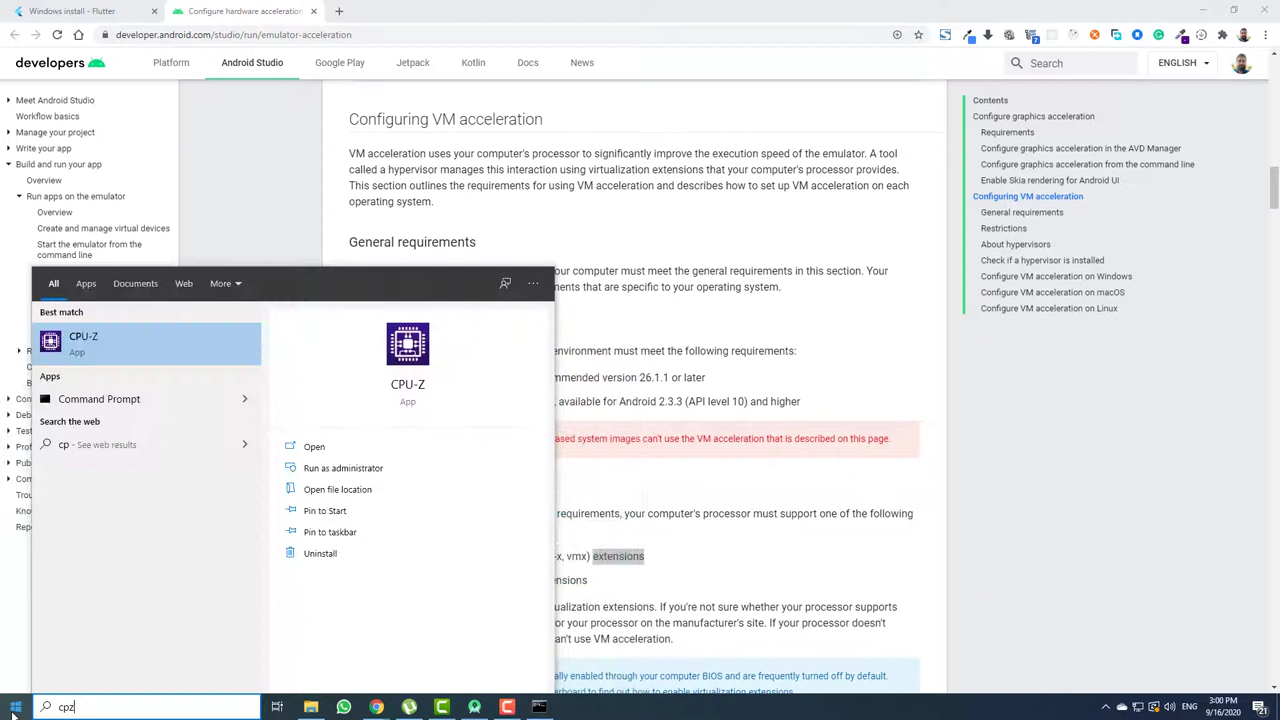 Windows install - Flutter
Configure hardware acceleration
developer.android.com/studio/run/emulator-acceleration
developers
Platform
Android Studio
Google Play
Jetpack
Kotlin
Docs
News
Search
ENGLISH
Meet Android Studio
Workflow basics
Manage your project
Write your app
Build and run your app
Overview
Run apps on the emulator
Overview
Create and manage virtual devices
Start the emulator from the
command line
Configuring VM acceleration
VM acceleration uses your computer's processor to significantly improve the execution speed of the emulator. A tool
called a hypervisor manages this interaction using virtualization extensions that your computer's processor provides.
This section outlines the requirements for using VM acceleration and describes how to set up VM acceleration on each
operating system.
General requirements
our computer must meet the general requirements in this section. Your
ments that are specific to your operating system.
environment must meet the following requirements:
mmended version 26.1.1 or later
, available for Android 2.3.3 (API level 10) and higher
ased system images can't use the VM acceleration that is described on this page.
requirements, your computer's processor must support one of the following
-x, vmx) extensions
ensions
ualization extensions. If you're not sure whether your processor supports
or your processor on the manufacturer's site. If your processor doesn't
an't use VM acceleration.
ally enabled through your computer BIOS and are frequently turned off by default.
Contents
Configure graphics acceleration
Requirements
Configure graphics acceleration in the AVD Manager
Configure graphics acceleration from the command line
Enable Skia rendering for Android UI
Configuring VM acceleration
General requirements
Restrictions
About hypervisors
Check if a hypervisor is installed
Configure VM acceleration on Windows
Configure VM acceleration on macOS
Configure VM acceleration on Linux
All
Apps
Documents
Web
More
Best match
CPU-Z
App
Apps
Command Prompt
Search the web
cp - See web results
CPU-Z
App
Open
Run as administrator
Open file location
Pin to Start
Pin to taskbar
Uninstall
cpz
ENG
3:00 PM
9/16/2020